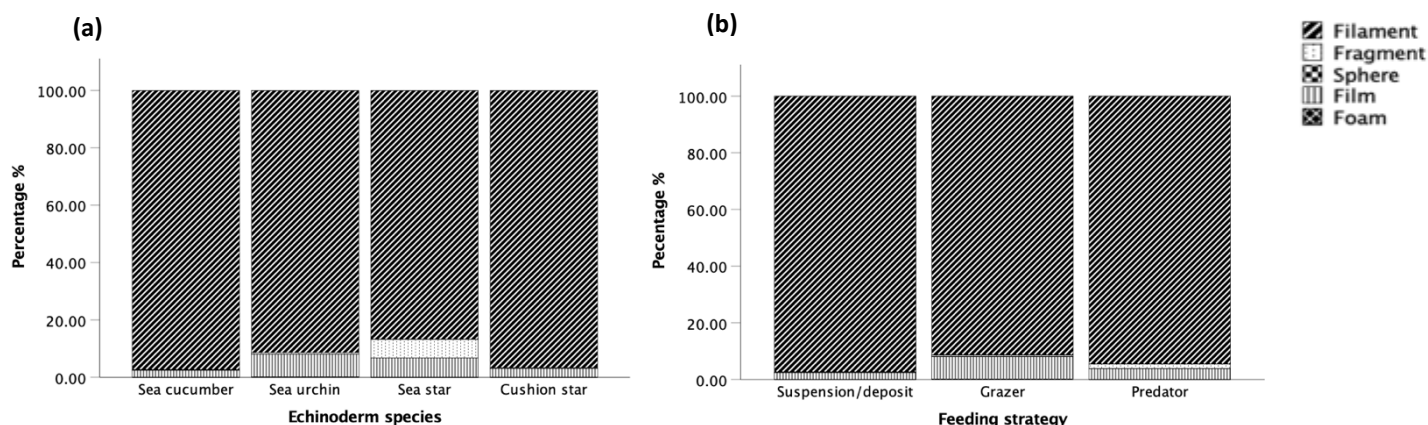 (a)
Percentage %
100.00
80.00
60.00
40.00
20.00
0.00
Sea cucumber
Sea urchin
Sea star
Cushion star
Echinoderm species
(b)
Pecentage %
100.00
80.00
60.00
40.00
20.00
0.00
Suspension/deposit
Grazer
Predator
Feeding strategy
Filament
Fragment
Sphere
Film
Foam